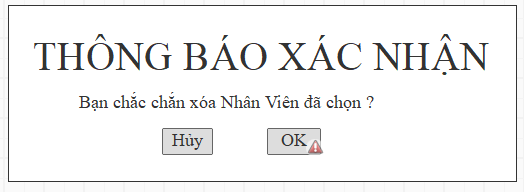 THÔNG BÁO XÁC NHẬN
Bạn chắc chắn xóa Nhân Viên đã chọn ?
Hủy OK